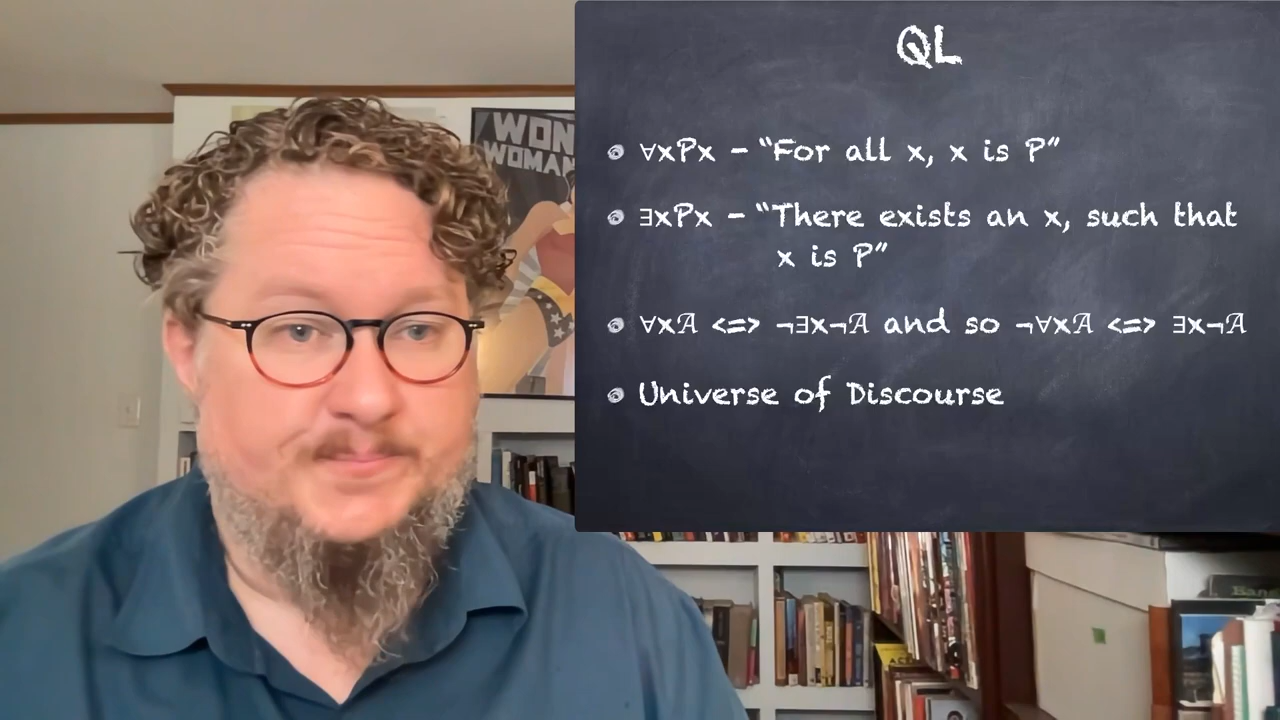 WON
WOMAN
QL
∀xPx - “For all x, x is P”
∃xPx - “There exists an x, such that
x is P”
∀x𝒜 <=> ¬∃x¬𝒜 and so ¬∀x𝒜 <=> ∃x¬𝒜
Universe of Discourse